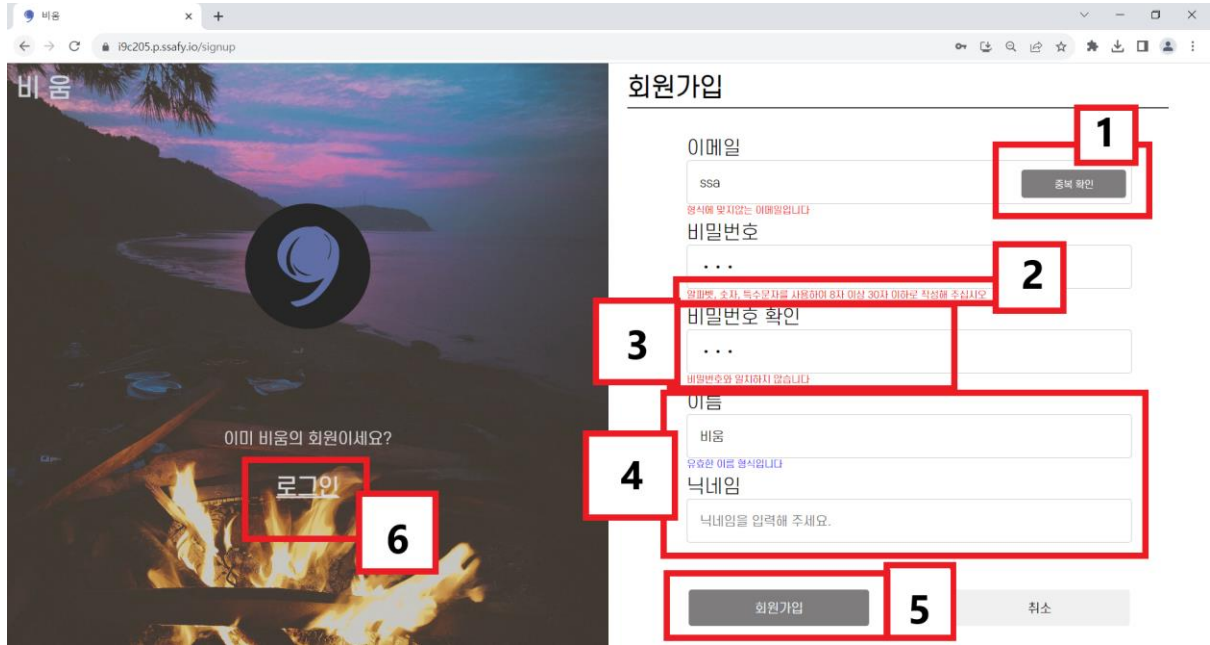 비움
i9c205.p.ssafy.io/signup
비움
회원가입
1
이메일
ssa
중복 확인
형식에 맞지않는 이메일입니다
비밀번호
• • •
2
알파벳, 숫자, 특수문자를 사용하여 8자 이상 30자 이하로 작성해 주십시오
3
비밀번호 확인
• • •
비밀번호와 일치하지 않습니다
4
이름
비움
유효한 이름 형식입니다
닉네임
닉네임을 입력해 주세요.
이미 비움의 회원이세요?
로그인
6
회원가입
5
취소